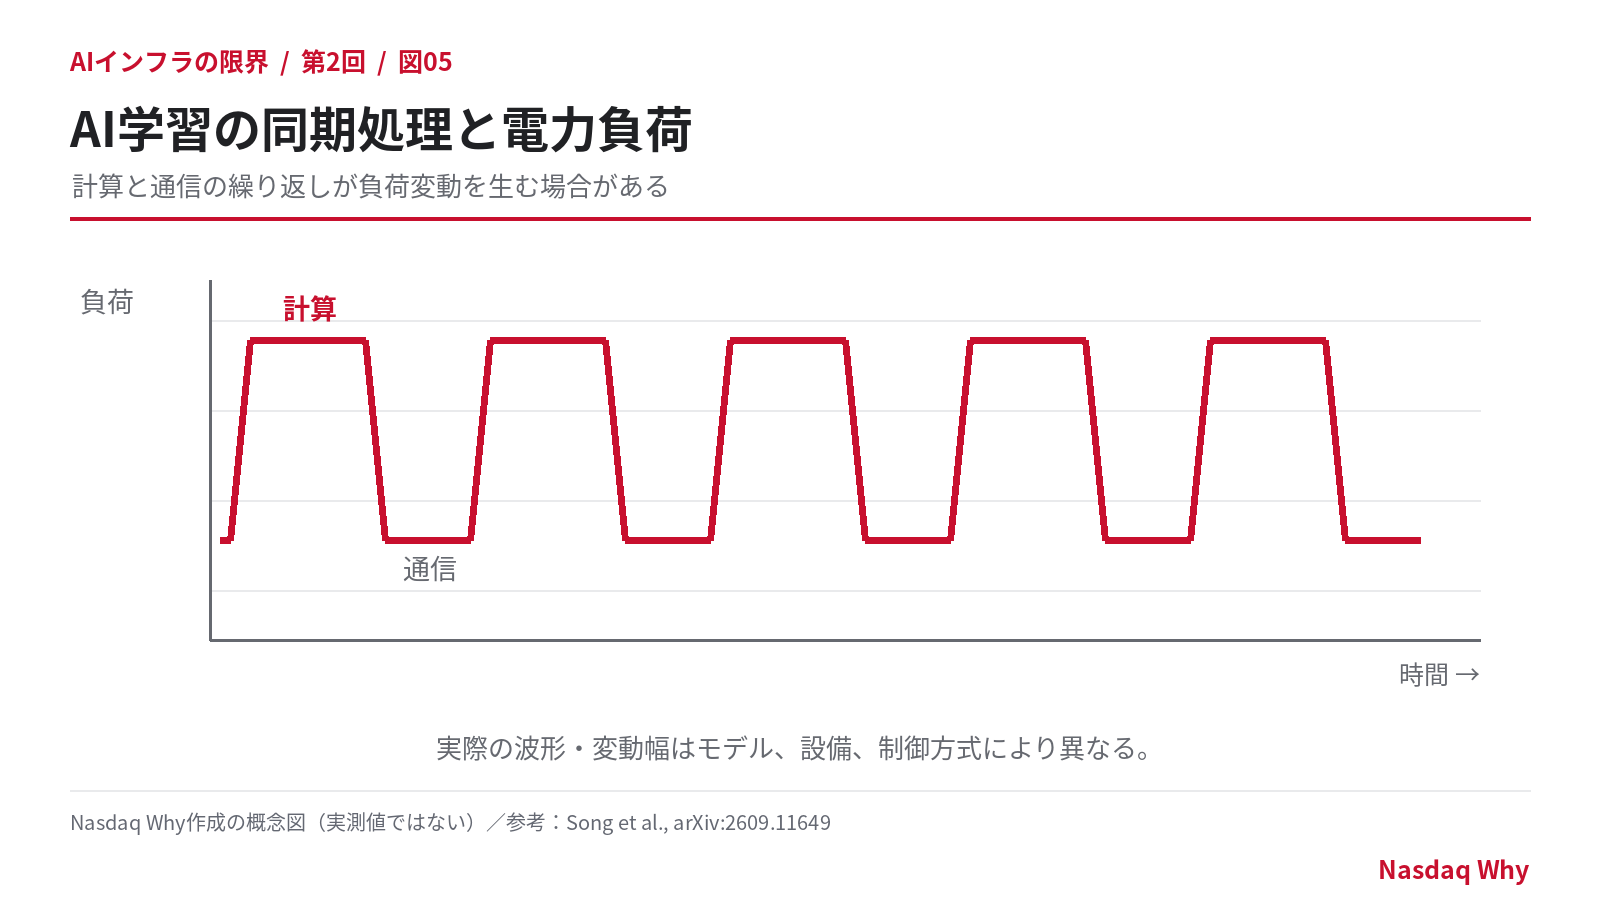 AIインフラの限界 / 第2回 / 図05
AI学習の同期処理と電力負荷
計算と通信の繰り返しが負荷変動を生む場合がある
負荷
計算
通信
時間 →
実際の波形・変動幅はモデル、設備、制御方式により異なる。
Nasdaq Why作成の概念図（実測値ではない）／参考：Song et al., arXiv:2609.11649
Nasdaq Why